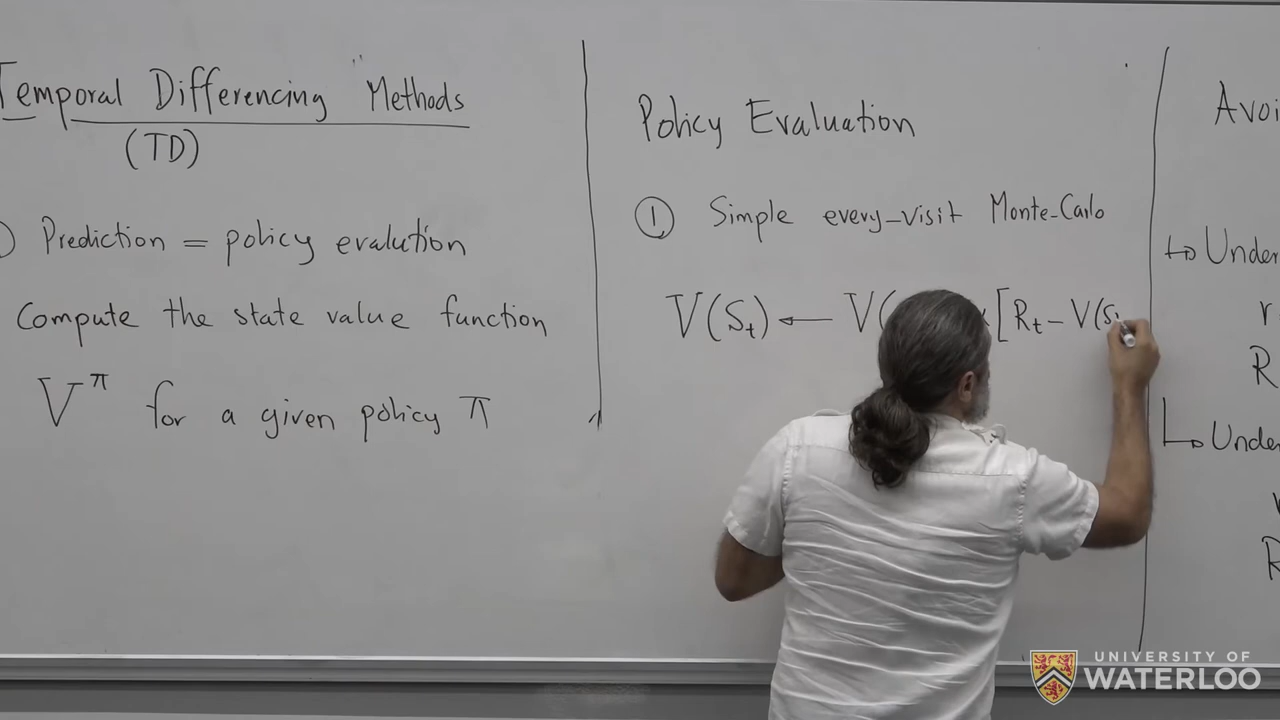 Temporal Differencing Methods
(TD)
Prediction = policy evalution
Compute the state value function
V^π for a given policy π
Policy Evaluation
① Simple every-visit Monte-Carlo
V(S_t) ← V( [R_t - V(S
Avoi
↳ Under
r
R
↳ Under
R
UNIVERSITY OF
WATERLOO